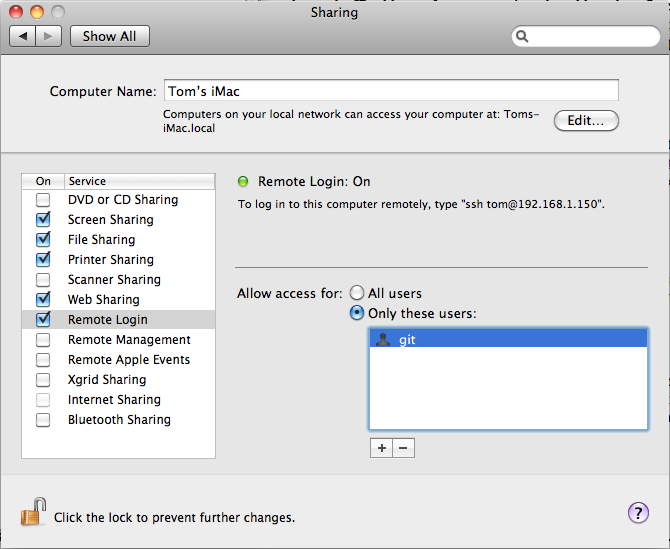 Sharing
Show All
Computer Name: Tom's iMac
Computers on your local network can access your computer at: Toms-
iMac.local
Edit...
On Service
DVD or CD Sharing
Screen Sharing
File Sharing
Printer Sharing
Scanner Sharing
Web Sharing
Remote Login
Remote Management
Remote Apple Events
Xgrid Sharing
Internet Sharing
Bluetooth Sharing
Remote Login: On
To log in to this computer remotely, type "ssh tom@192.168.1.150".
Allow access for: All users
Only these users:
git
+ −
Click the lock to prevent further changes.
?